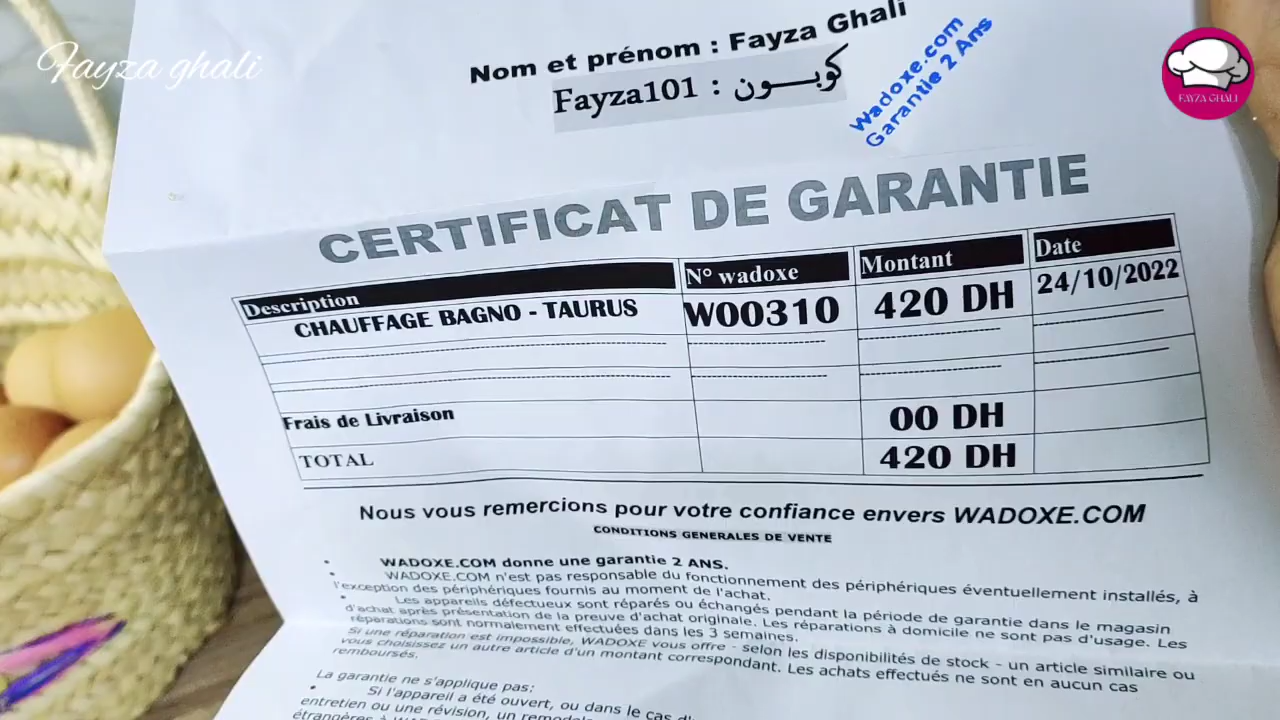 Fayza ghali
FAYZA GHALI
Nom et prénom : Fayza Ghali
Fayza101 : كوبـــون
Wadoxe.com
Garantie 2 Ans
CERTIFICAT DE GARANTIE
Description N° wadoxe Montant Date
CHAUFFAGE BAGNO - TAURUS W00310 420 DH 24/10/2022
Frais de Livraison 00 DH
TOTAL 420 DH
Nous vous remercions pour votre confiance envers WADOXE.COM
CONDITIONS GENERALES DE VENTE
• WADOXE.COM donne une garantie 2 ANS.
• WADOXE.COM n'est pas responsable du fonctionnement des périphériques éventuellement installés, à
l'exception des périphériques fournis au moment de l'achat.
• Les appareils défectueux sont réparés ou échangés pendant la période de garantie dans le magasin
d'achat après présentation de la preuve d'achat originale. Les réparations à domicile ne sont pas d'usage. Les
réparations sont normalement effectuées dans les 3 semaines.
Si une réparation est impossible, WADOXE vous offre - selon les disponibilités de stock - un article similaire ou
vous choisissez un autre article d'un montant correspondant. Les achats effectués ne sont en aucun cas
remboursés.
La garantie ne s'applique pas:
• Si l'appareil a été ouvert, ou dans le cas d'
entretien ou une révision, un
étrangères à